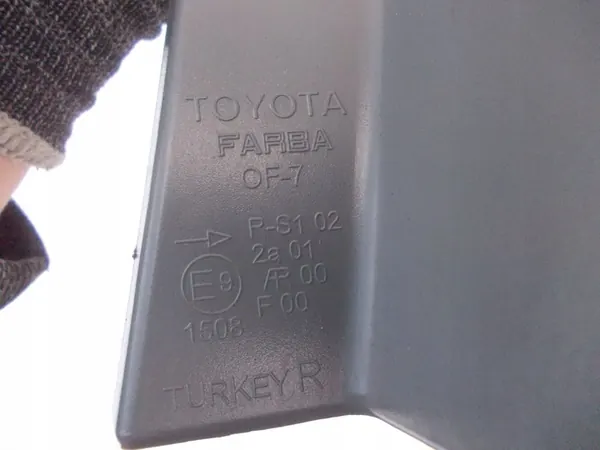 TOYOTA
FARBA
OF-7
P-S1 02
2a 01
AP 00
F 00
E9
1508
TURKEY R